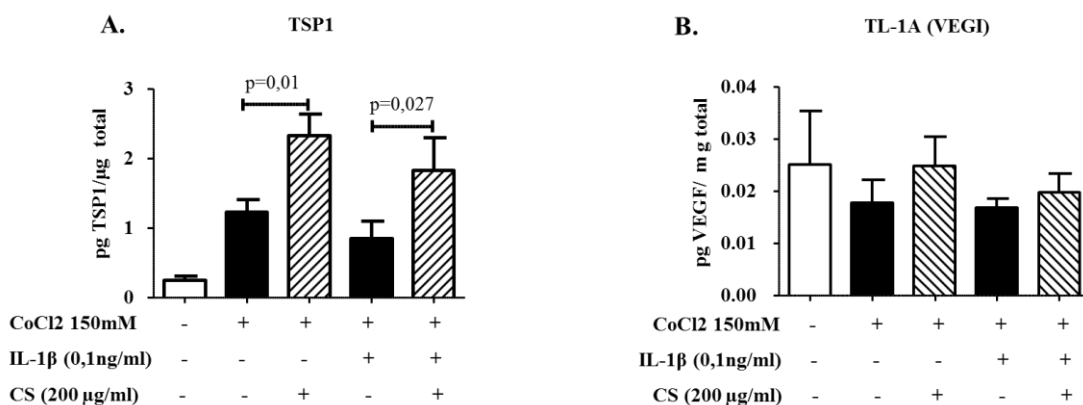 A.
TSP1
pg TSP1/µg total
3
2
1
0
p=0,01
p=0,027
CoCl2 150mM - + + + +
IL-1β (0,1ng/ml) - - - + +
CS (200 µg/ml) - - + - +
B.
TL-1A (VEGI)
pg VEGF/ m g total
0.04
0.03
0.02
0.01
0.00
CoCl2 150mM - + + + +
IL-1β (0,1ng/ml) - - - + +
CS (200 µg/ml) - - + - +